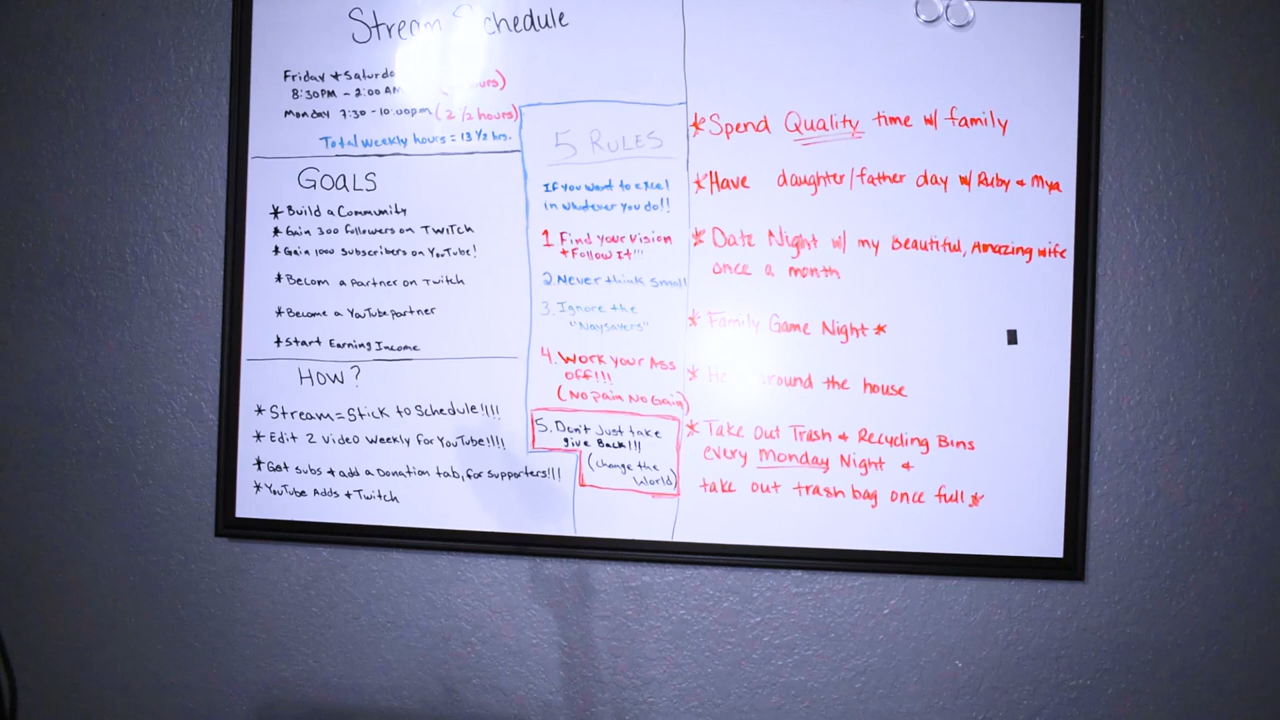 Stream Schedule
Friday + Saturda
8:30PM - 2:00 AM
Monday 7:30 - 10:00pm (2 1/2 hours)
Total weekly hours = 13 1/2 hrs.
GOALS
* Build a Community
* Gain 300 followers on TWITCH
* Gain 1000 Subscribers on YouTube!
* Becom a Partner on Twitch
* Become a YouTube partner
* Start Earning Income
HOW?
* Stream = Stick to Schedule!!!!
* Edit 2 Video Weekly for YouTube!!!!
* Get subs + add a Donation tab, for supporters!!!
* YouTube Adds + Twitch
5 RULES
If you want to excel
in whatever you do!!
1 Find your Vision
+ Follow It!!!
2. Never think Small
3. Ignore the
"Naysayers"
4. Work your Ass
off!!!
(No pain No Gain)
5. Don't Just take
give Back!!!
(Change the
World)
* Spend Quality time w/ family
* Have daughter/father day w/ Ruby + Mya
* Date Night w/ my Beautiful, Amazing wife
once a month
* Family Game Night *
* around the house
* Take Out Trash + Recycling Bins
every Monday Night +
take out trash bag once full *